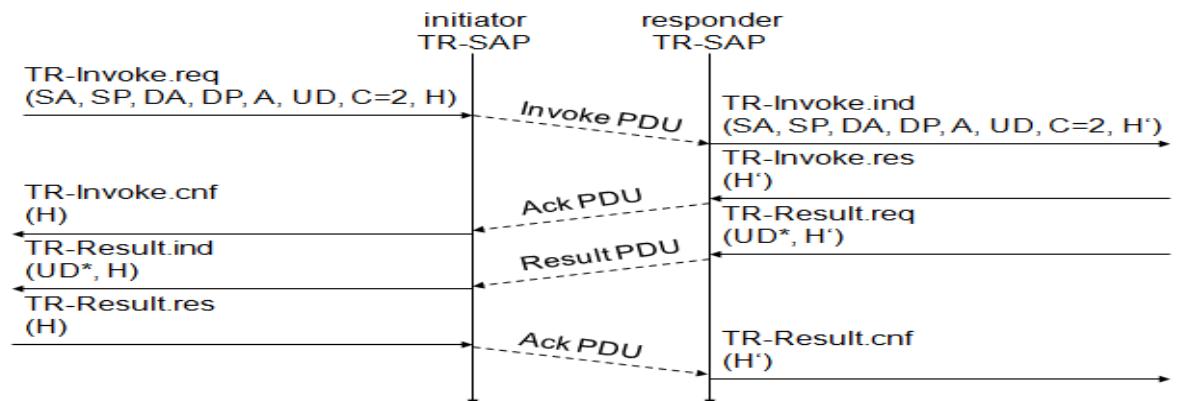 initiator
TR-SAP
responder
TR-SAP
TR-Invoke.req
(SA, SP, DA, DP, A, UD, C=2, H)
Invoke PDU
TR-Invoke.ind
(SA, SP, DA, DP, A, UD, C=2, H‘)
TR-Invoke.res
(H‘)
Ack PDU
TR-Invoke.cnf
(H)
TR-Result.req
(UD*, H‘)
Result PDU
TR-Result.ind
(UD*, H)
TR-Result.res
(H)
Ack PDU
TR-Result.cnf
(H‘)